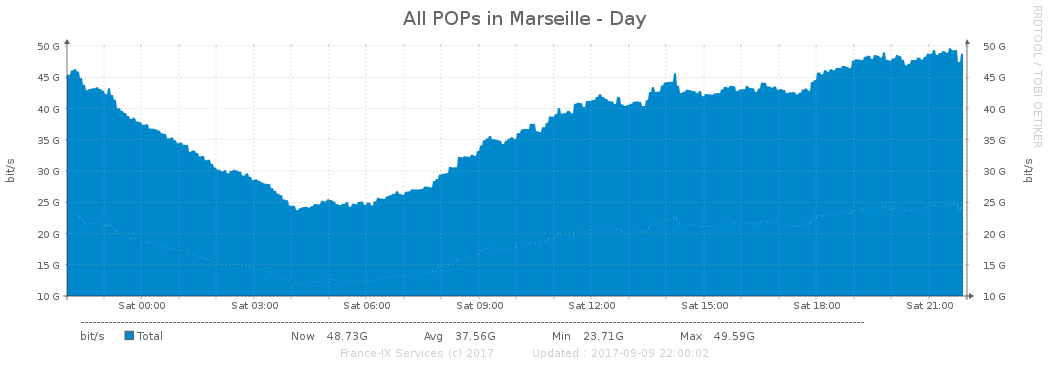 All POPs in Marseille - Day
RRDTOOL / TOBI OETIKER
50 G 50 G
45 G 45 G
40 G 40 G
35 G 35 G
30 G 30 G
25 G 25 G
20 G 20 G
15 G 15 G
10 G 10 G
bit/s
bit/s
Sat 00:00 Sat 03:00 Sat 06:00 Sat 09:00 Sat 12:00 Sat 15:00 Sat 18:00 Sat 21:00
bit/s Total Now 48.73G Avg 37.56G Min 23.71G Max 49.59G
France-IX Services (c) 2017 Updated : 2017-09-09 22:00:02